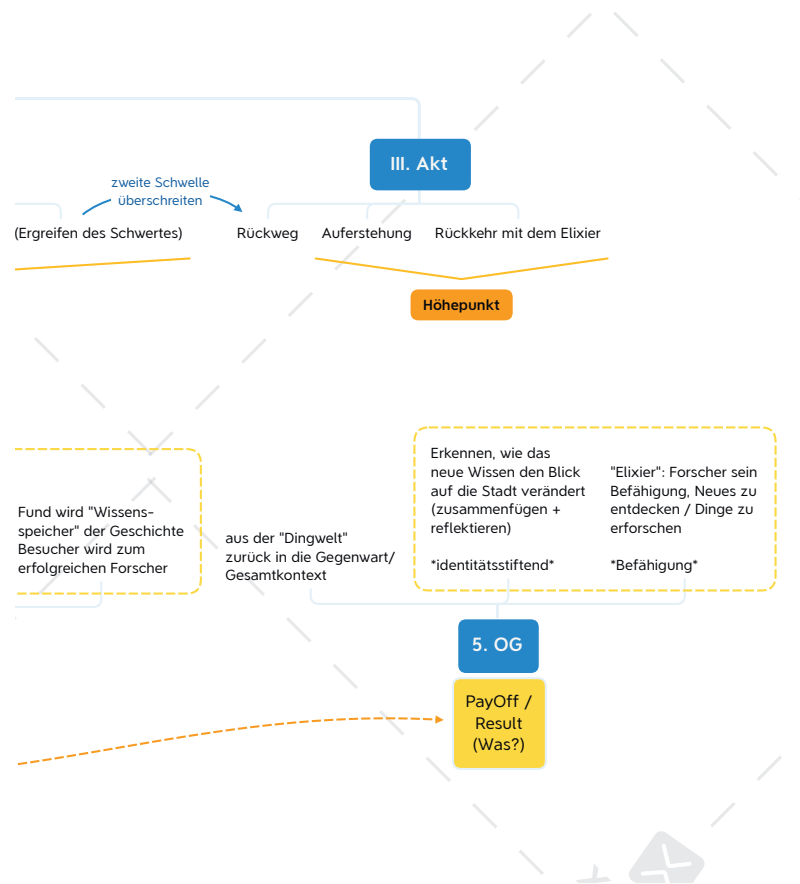 III. Akt
zweite Schwelle
überschreiten
(Ergreifen des Schwertes)
Rückweg
Auferstehung
Rückkehr mit dem Elixier
Höhepunkt
Fund wird "Wissens-
speicher" der Geschichte
Besucher wird zum
erfolgreichen Forscher
aus der "Dingwelt"
zurück in die Gegenwart/
Gesamtkontext
Erkennen, wie das
neue Wissen den Blick
auf die Stadt verändert
(zusammenfügen +
reflektieren)
*identitätsstiftend*
"Elixier": Forscher sein
Befähigung, Neues zu
entdecken / Dinge zu
erforschen
*Befähigung*
5. OG
PayOff /
Result
(Was?)